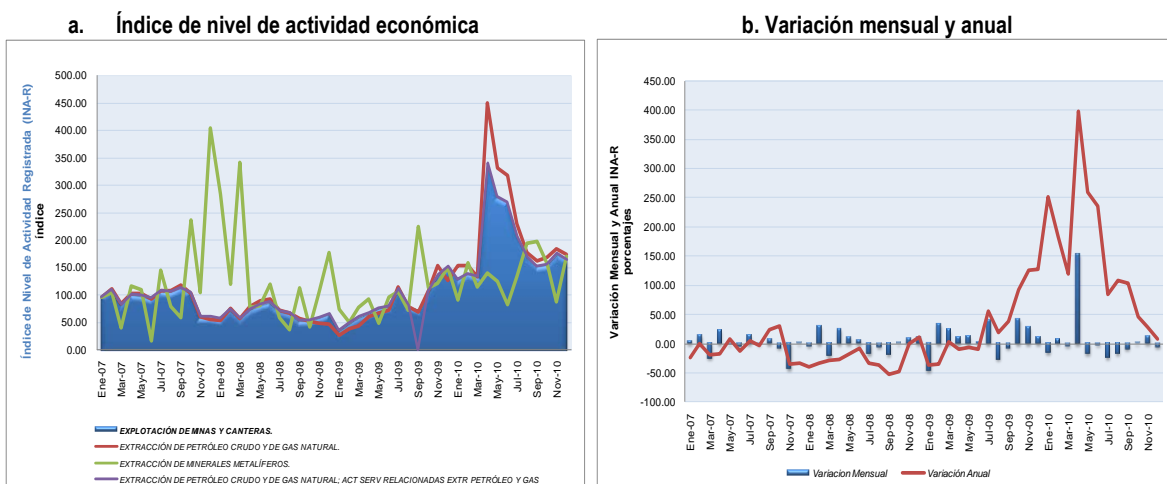 a. Índice de nivel de actividad económica
Índice de Nivel de Actividad Registrada (INA-R)
índice
500.00
450.00
400.00
350.00
300.00
250.00
200.00
150.00
100.00
50.00
0.00
Ene-07
Mar-07
May-07
Jul-07
Sep-07
Nov-07
Ene-08
Mar-08
May-08
Jul-08
Sep-08
Nov-08
Ene-09
Mar-09
May-09
Jul-09
Sep-09
Nov-09
Ene-10
Mar-10
May-10
Jul-10
Sep-10
Nov-10
EXPLOTACIÓN DE MINAS Y CANTERAS.
EXTRACCIÓN DE PETRÓLEO CRUDO Y DE GAS NATURAL.
EXTRACCIÓN DE MINERALES METALÍFEROS.
EXTRACCIÓN DE PETRÓLEO CRUDO Y DE GAS NATURAL; ACT SERV RELACIONADAS EXTR PETRÓLEO Y GAS
b. Variación mensual y anual
Variación Mensual y Anual INA-R
porcentajes
450.00
400.00
350.00
300.00
250.00
200.00
150.00
100.00
50.00
0.00
-50.00
-100.00
Ene-07
Mar-07
May-07
Jul-07
Sep-07
Nov-07
Ene-08
Mar-08
May-08
Jul-08
Sep-08
Nov-08
Ene-09
Mar-09
May-09
Jul-09
Sep-09
Nov-09
Ene-10
Mar-10
May-10
Jul-10
Sep-10
Nov-10
Variacion Mensual
Variación Anual